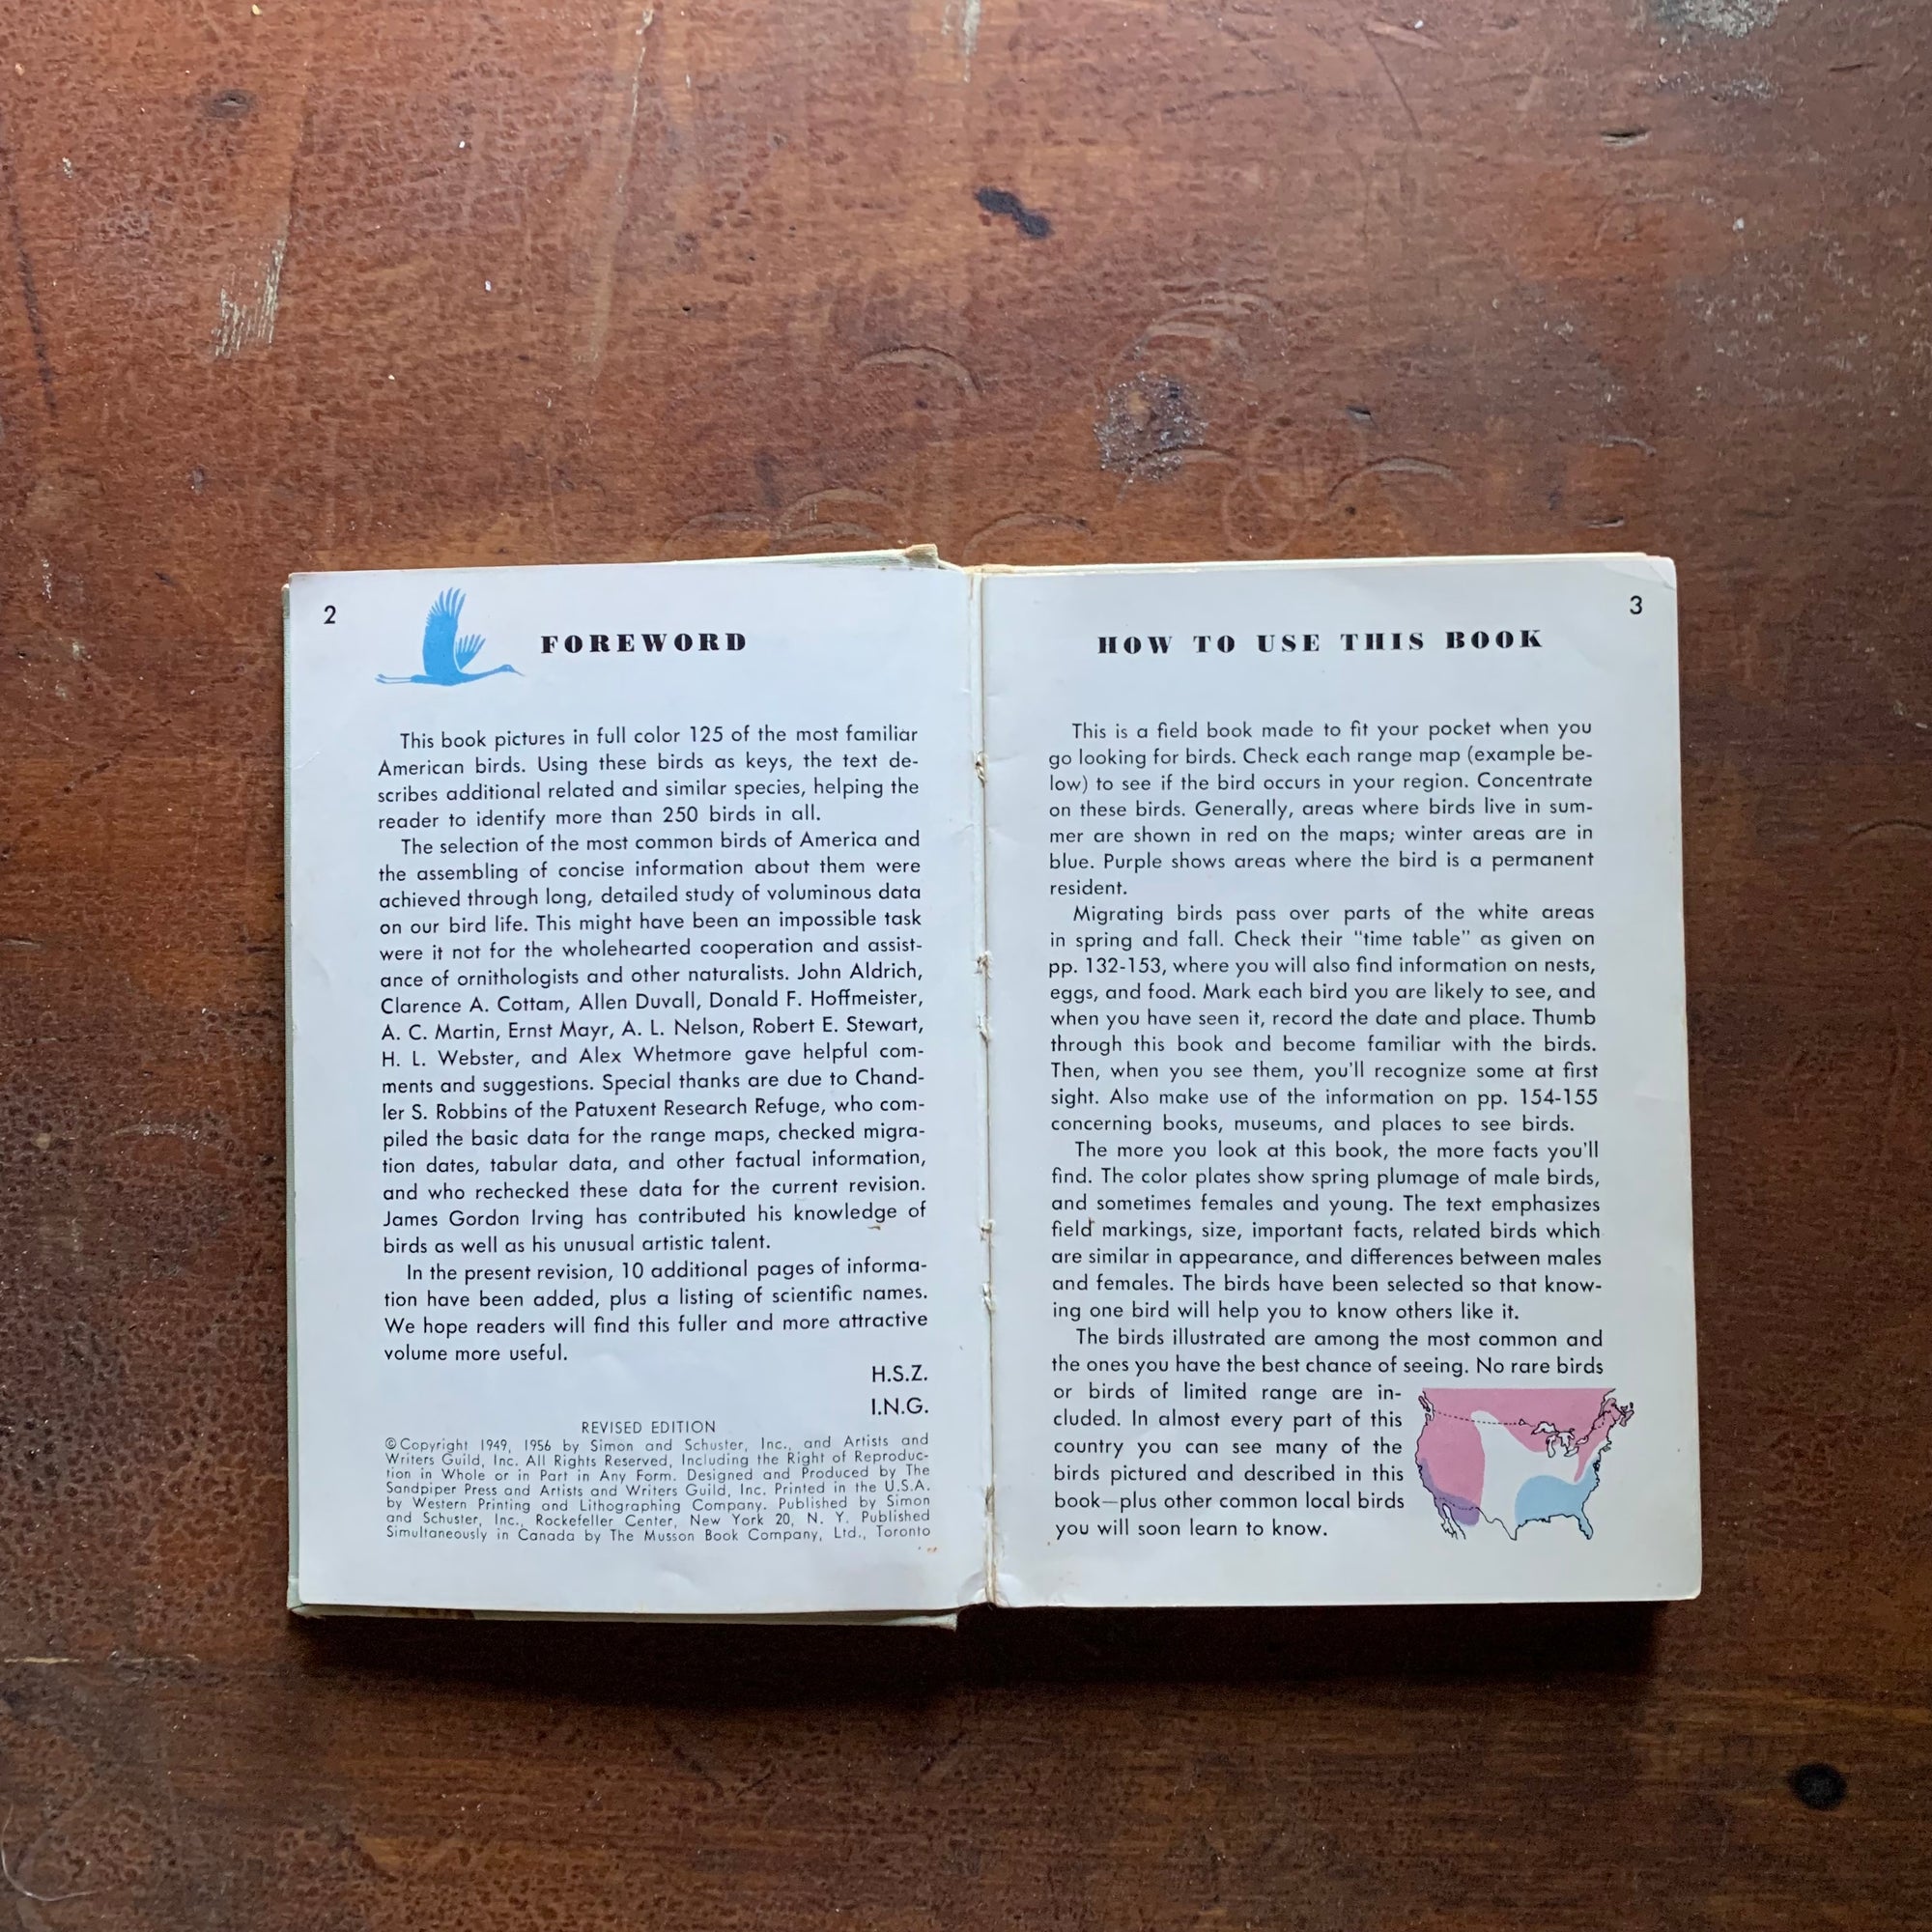 2
FOREWORD
This book pictures in full color 125 of the most familiar
American birds. Using these birds as keys, the text de-
scribes additional related and similar species, helping the
reader to identify more than 250 birds in all.
The selection of the most common birds of America and
the assembling of concise information about them were
achieved through long, detailed study of voluminous data
on our bird life. This might have been an impossible task
were it not for the wholehearted cooperation and assist-
ance of ornithologists and other naturalists. John Aldrich,
Clarence A. Cottam, Allen Duvall, Donald F. Hoffmeister,
A. C. Martin, Ernst Mayr, A. L. Nelson, Robert E. Stewart,
H. L. Webster, and Alex Whetmore gave helpful com-
ments and suggestions. Special thanks are due to Chand-
ler S. Robbins of the Patuxent Research Refuge, who com-
piled the basic data for the range maps, checked migra-
tion dates, tabular data, and other factual information,
and who rechecked these data for the current revision.
James Gordon Irving has contributed his knowledge of
birds as well as his unusual artistic talent.
In the present revision, 10 additional pages of informa-
tion have been added, plus a listing of scientific names.
We hope readers will find this fuller and more attractive
volume more useful.
H.S.Z.
I.N.G.
REVISED EDITION
©Copyright 1949, 1956 by Simon and Schuster, Inc., and Artists and
Writers Guild, Inc. All Rights Reserved, Including the Right of Reproduc-
tion in Whole or in Part in Any Form. Designed and Produced by The
Sandpiper Press and Artists and Writers Guild, Inc. Printed in the U.S.A.
by Western Printing and Lithographing Company. Published by Simon
and Schuster, Inc., Rockefeller Center, New York 20, N. Y. Published
Simultaneously in Canada by The Musson Book Company, Ltd., Toronto
3
HOW TO USE THIS BOOK
This is a field book made to fit your pocket when you
go looking for birds. Check each range map (example be-
low) to see if the bird occurs in your region. Concentrate
on these birds. Generally, areas where birds live in sum-
mer are shown in red on the maps; winter areas are in
blue. Purple shows areas where the bird is a permanent
resident.
Migrating birds pass over parts of the white areas
in spring and fall. Check their "time table" as given on
pp. 132-153, where you will also find information on nests,
eggs, and food. Mark each bird you are likely to see, and
when you have seen it, record the date and place. Thumb
through this book and become familiar with the birds.
Then, when you see them, you'll recognize some at first
sight. Also make use of the information on pp. 154-155
concerning books, museums, and places to see birds.
The more you look at this book, the more facts you'll
find. The color plates show spring plumage of male birds,
and sometimes females and young. The text emphasizes
field markings, size, important facts, related birds which
are similar in appearance, and differences between males
and females. The birds have been selected so that know-
ing one bird will help you to know others like it.
The birds illustrated are among the most common and
the ones you have the best chance of seeing. No rare birds
or birds of limited range are in-
cluded. In almost every part of this
country you can see many of the
birds pictured and described in this
book—plus other common local birds
you will soon learn to know.